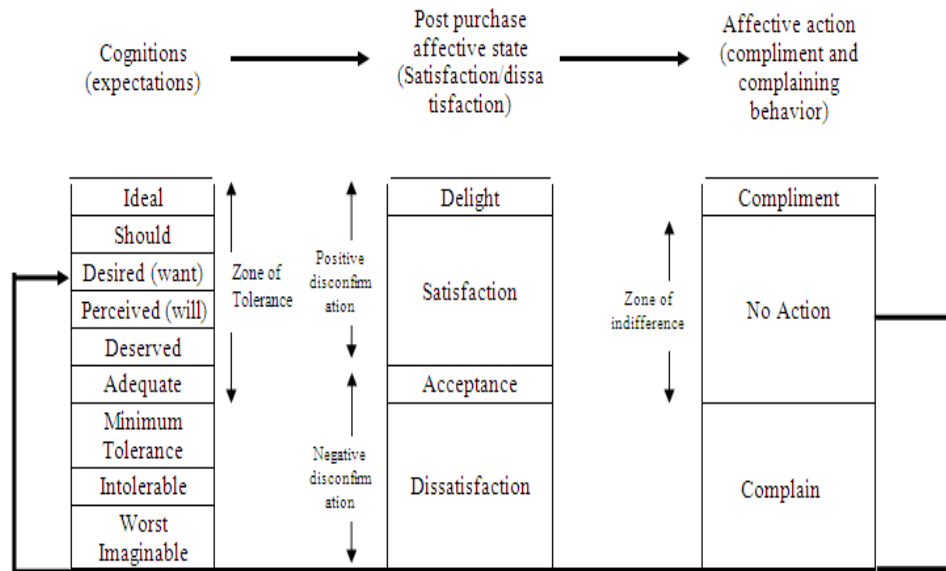 Cognitions
(expectations)
Post purchase
affective state
(Satisfaction/dissa
tisfaction)
Affective action
(compliment and
complaining
behavior)
Ideal
Should
Desired (want)
Perceived (will)
Deserved
Adequate
Minimum
Tolerance
Intolerable
Worst
Imaginable
Zone of
Tolerance
Positive
disconfirm
ation
Negative
disconfirm
ation
Delight
Satisfaction
Acceptance
Dissatisfaction
Zone of
indifference
Compliment
No Action
Complain